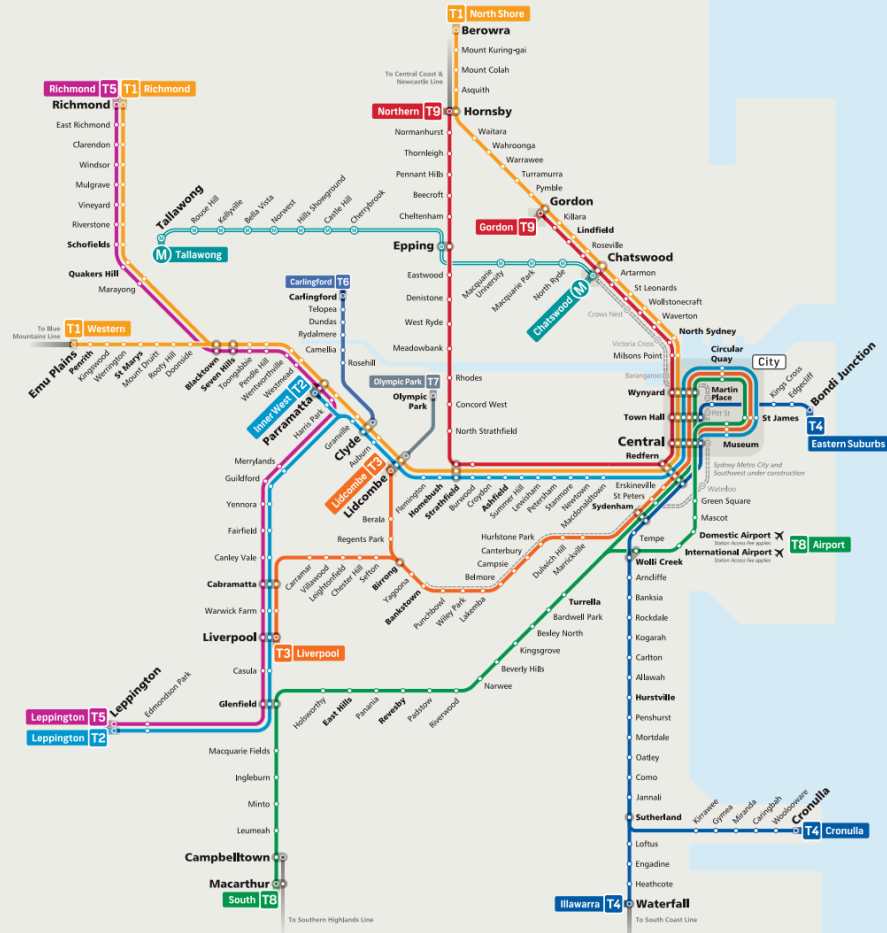 T1 North Shore
Berowra
Mount Kuring-gai
To Central Coast &
Newcastle Line
Mount Colah
Asquith
Richmond T5
T1 Richmond
Richmond
Northern T9
Hornsby
East Richmond
Clarendon
Windsor
Mulgrave
Vineyard
Riverstone
Schofields
Quakers Hill
Marayong
Normanhurst
Thornleigh
Pennant Hills
Beecroft
Cheltenham
Waitara
Wahroonga
Warrawee
Turramurra
Pymble
Gordon
Gordon T9
Killara
Lindfield
Roseville
Chatswood
Artarmon
St Leonards
Wollstonecraft
Waverton
North Sydney
Tallawong
M Tallawong
Rouse Hill
Kellyville
Bella Vista
Norwest
Hills Showground
Castle Hill
Cherrybrook
Epping
Macquarie
University
Macquarie Park
North Ryde
Chatswood M
Crows Nest
Victoria Cross
Barangaroo
Milsons Point
Eastwood
Denistone
West Ryde
Meadowbank
Rhodes
Concord West
North Strathfield
Carlingford T6
Carlingford
Telopea
Dundas
Rydalmere
Camellia
Rosehill
Olympic Park T7
Olympic
Park
To Blue
Mountains Line
T1 Western
Emu Plains
Penrith
Kingswood
Werrington
St Marys
Mount Druitt
Rooty Hill
Doonside
Blacktown
Seven Hills
Toongabbie
Pendle Hill
Wentworthville
Westmead
Inner West T2
Parramatta
Harris Park
Granville
Clyde
Auburn
Lidcombe T3
Lidcombe
Flemington
Homebush
Strathfield
Burwood
Croydon
Ashfield
Summer Hill
Lewisham
Petersham
Stanmore
Newtown
Macdonaldtown
Circular
Quay
City
Wynyard
Martin
Place
Town Hall
Pitt St
St James
Central
Museum
Redfern
Kings Cross
Edgecliff
Bondi Junction
T4
Eastern Suburbs
Sydney Metro City and
Southwest under construction
Waterloo
Erskineville
St Peters
Sydenham
Green Square
Mascot
Domestic Airport
Station Access Fee applies
International Airport
Station Access Fee applies
T8 Airport
Merrylands
Guildford
Yennora
Fairfield
Canley Vale
Cabramatta
Warwick Farm
Liverpool
T3 Liverpool
Casula
Glenfield
Berala
Regents Park
Carramar
Villawood
Leightonfield
Chester Hill
Sefton
Birrong
Yagoona
Bankstown
Punchbowl
Wiley Park
Lakemba
Belmore
Campsie
Canterbury
Hurlstone Park
Dulwich Hill
Marrickville
Tempe
Wolli Creek
Arncliffe
Banksia
Rockdale
Kogarah
Carlton
Allawah
Hurstville
Penshurst
Mortdale
Oatley
Como
Jannali
Sutherland
Loftus
Engadine
Heathcote
Illawarra T4
Waterfall
To South Coast Line
Kirrawee
Gymea
Miranda
Caringbah
Woolooware
Cronulla
T4 Cronulla
Turrella
Bardwell Park
Bexley North
Kingsgrove
Beverly Hills
Narwee
Riverwood
Padstow
Revesby
Panania
East Hills
Holsworthy
Leppington
Edmondson Park
Leppington T5
Leppington T2
Macquarie Fields
Ingleburn
Minto
Leumeah
Campbelltown
Macarthur
South T8
To Southern Highlands Line